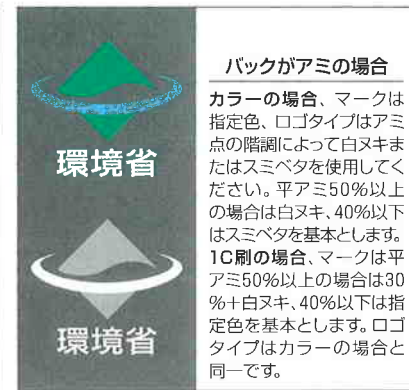 環境省
環境省
バックがアミの場合
カラーの場合、マークは
指定色、ロゴタイプはアミ
点の階調によって白ヌキま
たはスミベタを使用してく
ださい。平アミ50%以上
の場合は白ヌキ、40%以下
はスミベタを基本とします。
1C刷の場合、マークは平
アミ50%以上の場合は30
%+白ヌキ、40%以下は指
定色を基本とします。ロゴ
タイプはカラーの場合と
同一です。